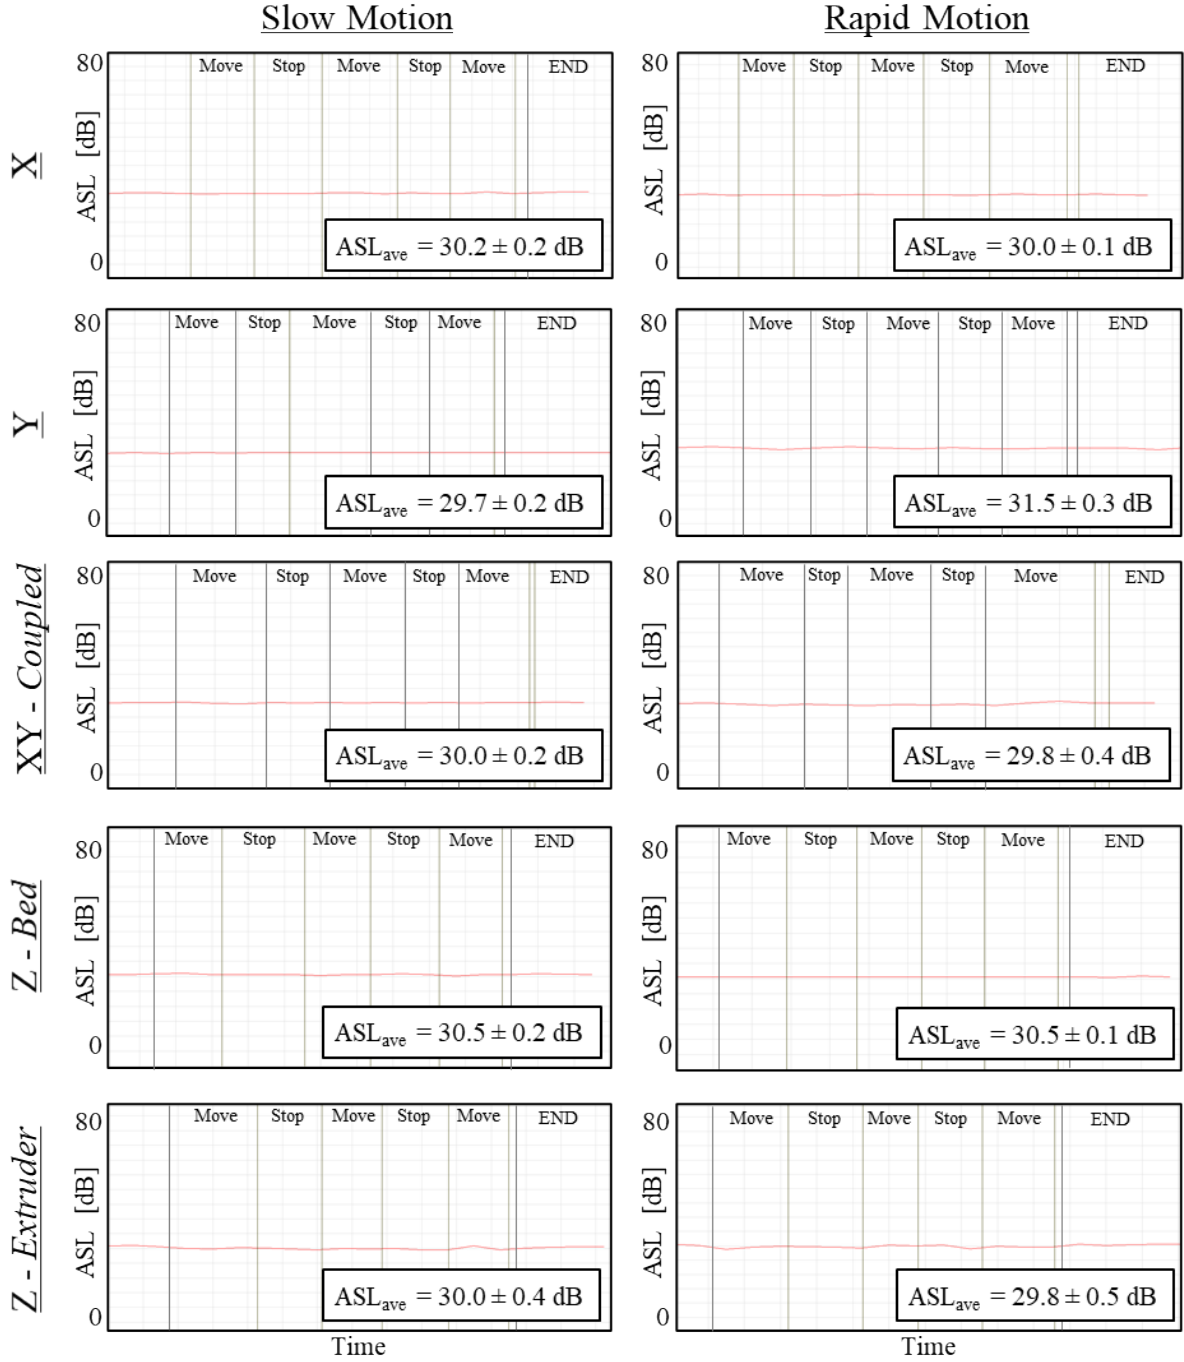 Slow Motion
Rapid Motion
X
80
ASL [dB]
0
Move Stop Move Stop Move END
ASLave = 30.2 ± 0.2 dB
80
ASL [dB]
0
Move Stop Move Stop Move END
ASLave = 30.0 ± 0.1 dB
Y
80
ASL [dB]
0
Move Stop Move Stop Move END
ASLave = 29.7 ± 0.2 dB
80
ASL [dB]
0
Move Stop Move Stop Move END
ASLave = 31.5 ± 0.3 dB
XY - Coupled
80
ASL [dB]
0
Move Stop Move Stop Move END
ASLave = 30.0 ± 0.2 dB
80
ASL [dB]
0
Move Stop Move Stop Move END
ASLave = 29.8 ± 0.4 dB
Z - Bed
80
ASL [dB]
0
Move Stop Move Stop Move END
ASLave = 30.5 ± 0.2 dB
80
ASL [dB]
0
Move Stop Move Stop Move END
ASLave = 30.5 ± 0.1 dB
Z - Extruder
80
ASL [dB]
0
Move Stop Move Stop Move END
ASLave = 30.0 ± 0.4 dB
80
ASL [dB]
0
Move Stop Move Stop Move END
ASLave = 29.8 ± 0.5 dB
Time
Time